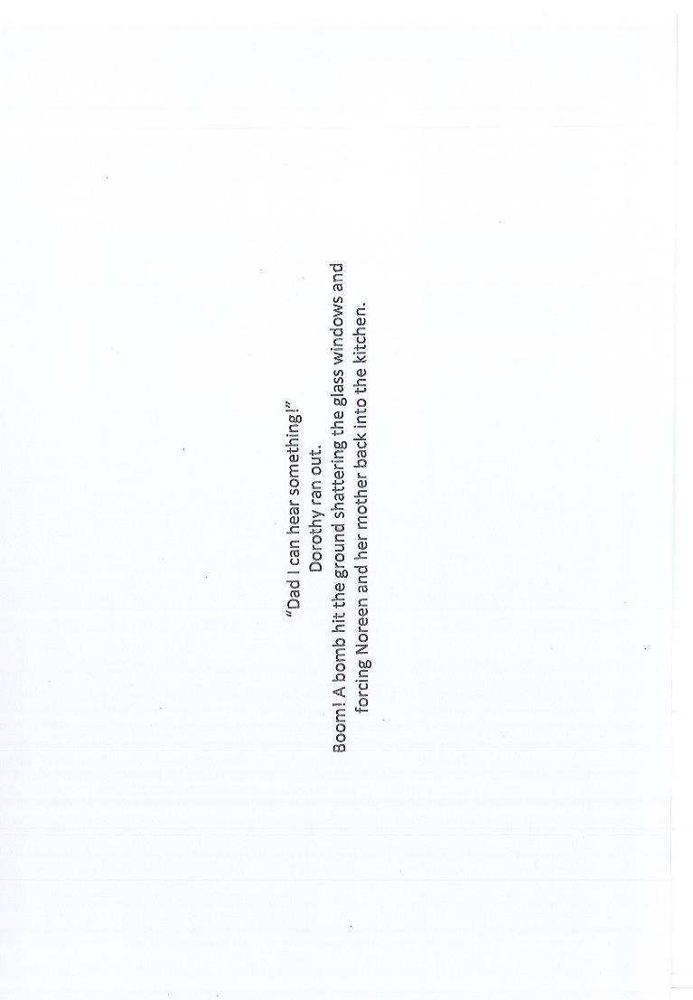 “Dad I can hear something!”
Dorothy ran out.
Boom! A bomb hit the ground shattering the glass windows and
forcing Noreen and her mother back into the kitchen.